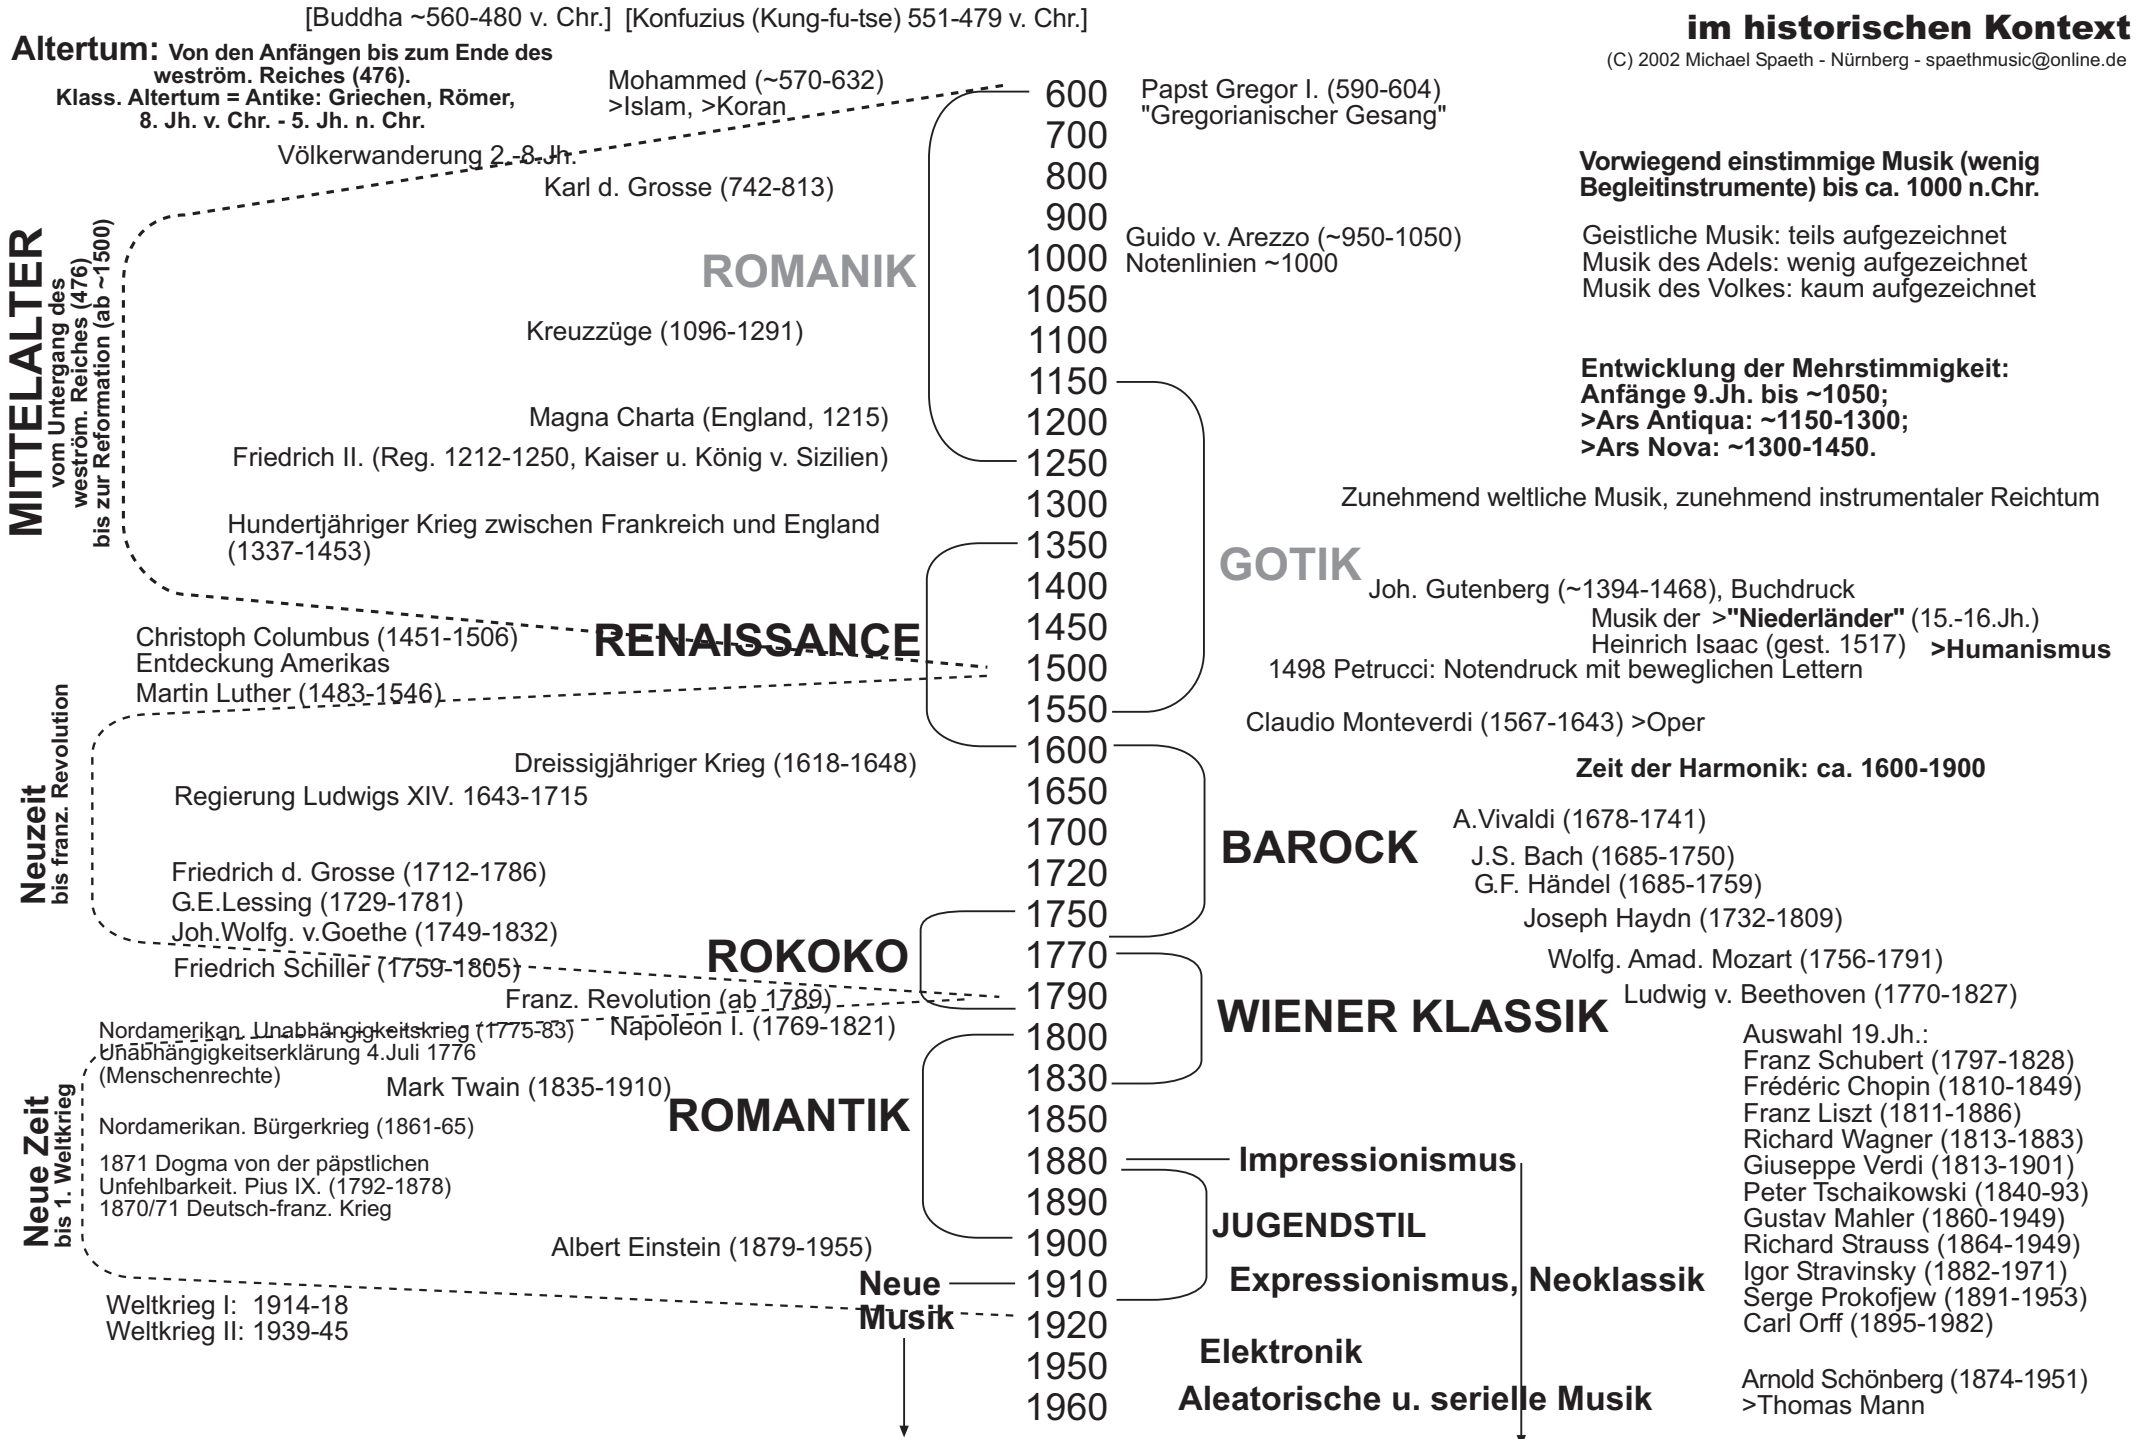 [Buddha ~560-480 v. Chr.] [Konfuzius (Kung-fu-tse) 551-479 v. Chr.]
im historischen Kontext
(C) 2002 Michael Spaeth - Nürnberg - spaethmusic@online.de
Altertum: Von den Anfängen bis zum Ende des
weström. Reiches (476).
Klass. Altertum = Antike: Griechen, Römer,
8. Jh. v. Chr. - 5. Jh. n. Chr.
Mohammed (~570-632)
>Islam, >Koran
Völkerwanderung 2.-8.Jh.
Karl d. Grosse (742-813)
MITTELALTER
vom Untergang des
weström. Reiches (476)
bis zur Reformation (ab ~1500)
ROMANIK
Kreuzzüge (1096-1291)
Magna Charta (England, 1215)
Friedrich II. (Reg. 1212-1250, Kaiser u. König v. Sizilien)
Hundertjähriger Krieg zwischen Frankreich und England
(1337-1453)
RENAISSANCE
Christoph Columbus (1451-1506)
Entdeckung Amerikas
Martin Luther (1483-1546)
Neuzeit
bis franz. Revolution
Dreissigjähriger Krieg (1618-1648)
Regierung Ludwigs XIV. 1643-1715
Friedrich d. Grosse (1712-1786)
G.E.Lessing (1729-1781)
Joh.Wolfg. v.Goethe (1749-1832)
Friedrich Schiller (1759-1805)
ROKOKO
Franz. Revolution (ab 1789)
Napoleon I. (1769-1821)
Nordamerikan. Unabhängigkeitskrieg (1775-83)
Unabhängigkeitserklärung 4.Juli 1776
(Menschenrechte)
Mark Twain (1835-1910)
ROMANTIK
Neue Zeit
bis 1. Weltkrieg
Nordamerikan. Bürgerkrieg (1861-65)
1871 Dogma von der päpstlichen
Unfehlbarkeit. Pius IX. (1792-1878)
1870/71 Deutsch-franz. Krieg
Albert Einstein (1879-1955)
Neue
Musik
Weltkrieg I: 1914-18
Weltkrieg II: 1939-45
600
700
800
900
1000
1050
1100
1150
1200
1250
1300
1350
1400
1450
1500
1550
1600
1650
1700
1720
1750
1770
1790
1800
1830
1850
1880
1890
1900
1910
1920
1950
1960
Papst Gregor I. (590-604)
"Gregorianischer Gesang"
Vorwiegend einstimmige Musik (wenig
Begleitinstrumente) bis ca. 1000 n.Chr.
Guido v. Arezzo (~950-1050)
Notenlinien ~1000
Geistliche Musik: teils aufgezeichnet
Musik des Adels: wenig aufgezeichnet
Musik des Volkes: kaum aufgezeichnet
Entwicklung der Mehrstimmigkeit:
Anfänge 9.Jh. bis ~1050;
>Ars Antiqua: ~1150-1300;
>Ars Nova: ~1300-1450.
Zunehmend weltliche Musik, zunehmend instrumentaler Reichtum
GOTIK
Joh. Gutenberg (~1394-1468), Buchdruck
Musik der >"Niederländer" (15.-16.Jh.)
Heinrich Isaac (gest. 1517) >Humanismus
1498 Petrucci: Notendruck mit beweglichen Lettern
Claudio Monteverdi (1567-1643) >Oper
Zeit der Harmonik: ca. 1600-1900
BAROCK
A.Vivaldi (1678-1741)
J.S. Bach (1685-1750)
G.F. Händel (1685-1759)
Joseph Haydn (1732-1809)
Wolfg. Amad. Mozart (1756-1791)
Ludwig v. Beethoven (1770-1827)
WIENER KLASSIK
Auswahl 19.Jh.:
Franz Schubert (1797-1828)
Frédéric Chopin (1810-1849)
Franz Liszt (1811-1886)
Richard Wagner (1813-1883)
Giuseppe Verdi (1813-1901)
Peter Tschaikowski (1840-93)
Gustav Mahler (1860-1949)
Richard Strauss (1864-1949)
Igor Stravinsky (1882-1971)
Serge Prokofjew (1891-1953)
Carl Orff (1895-1982)
Impressionismus
JUGENDSTIL
Expressionismus, Neoklassik
Elektronik
Aleatorische u. serielle Musik
Arnold Schönberg (1874-1951)
>Thomas Mann